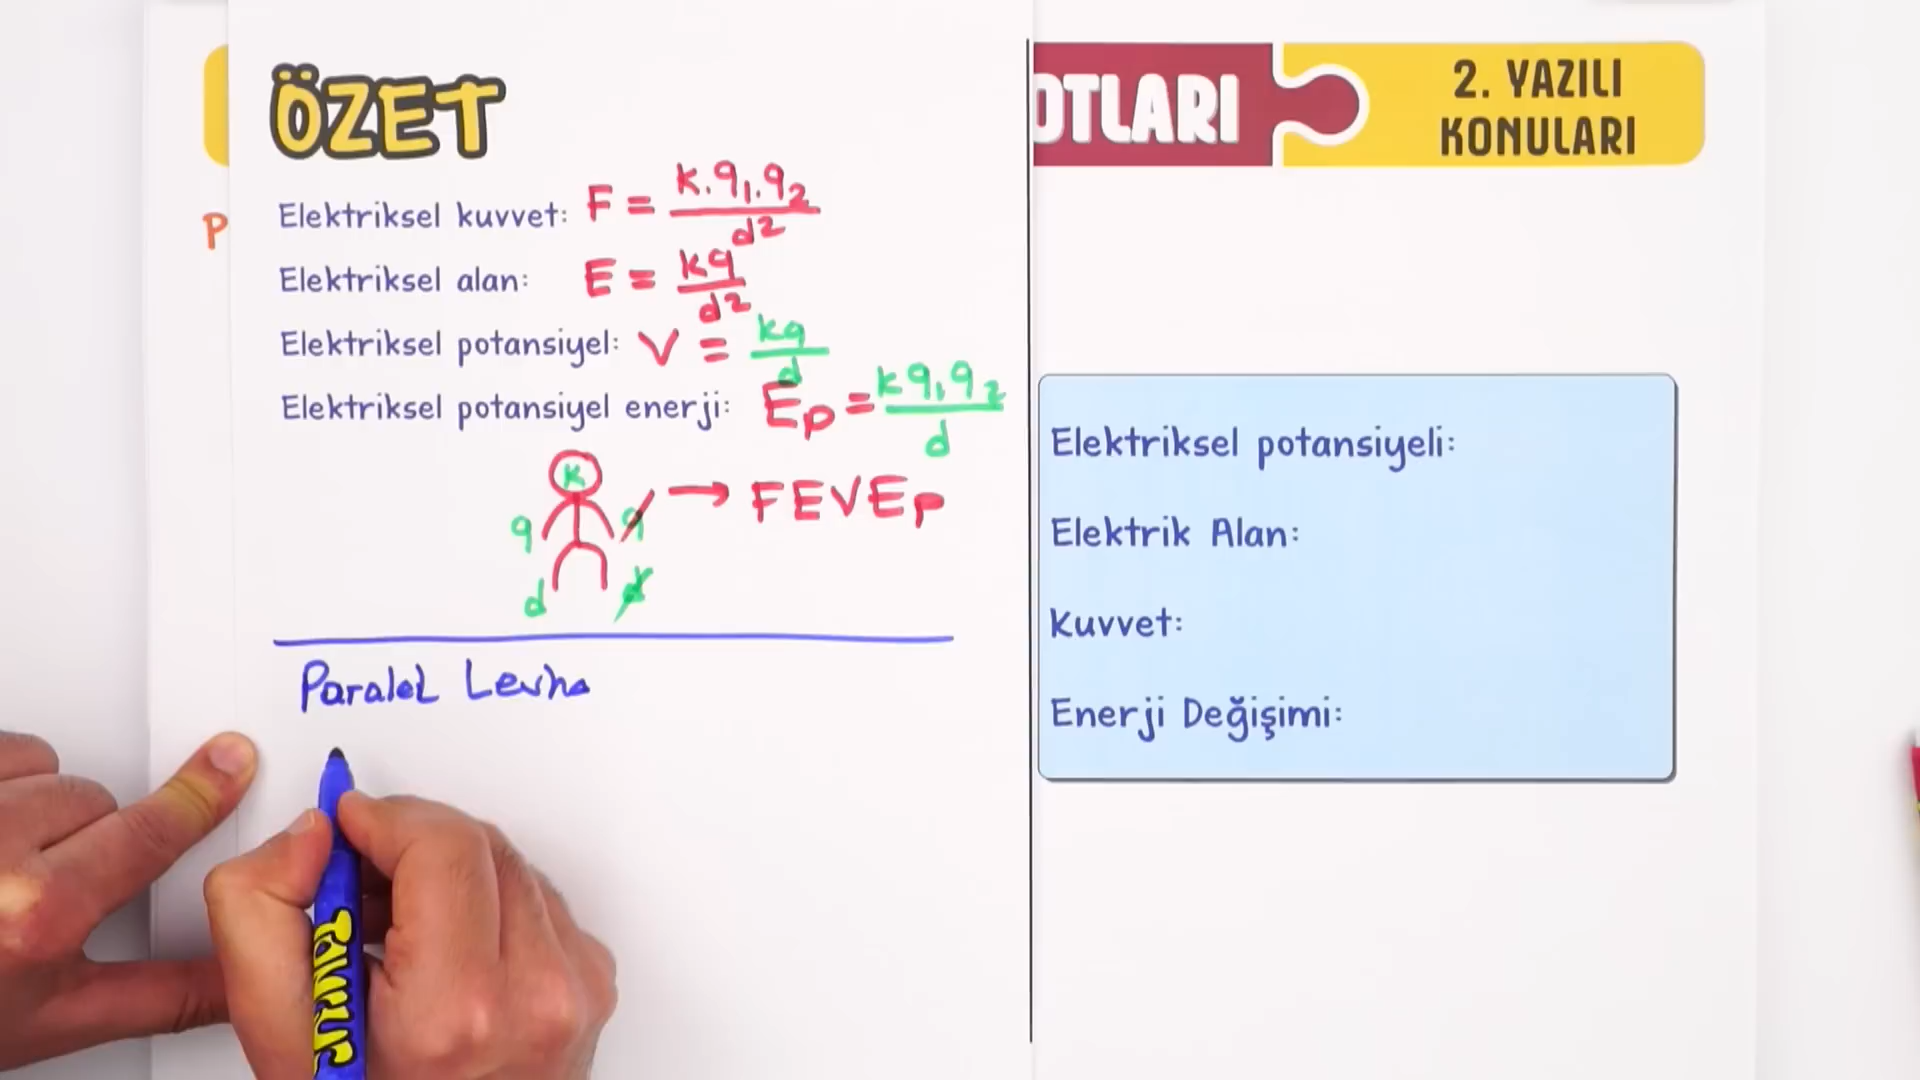 ÖZET
Elektriksel kuvvet: F = k.q₁.q₂ / d²
Elektriksel alan: E = kq / d²
Elektriksel potansiyel: V = kq / d
Elektriksel potansiyel enerji: Ep = kq₁q₂ / d
k
q q → FEVEp
d d
Paralel Levha
P
OTLARI
2. YAZILI
KONULARI
Elektriksel potansiyeli:
Elektrik Alan:
Kuvvet:
Enerji Değişimi: